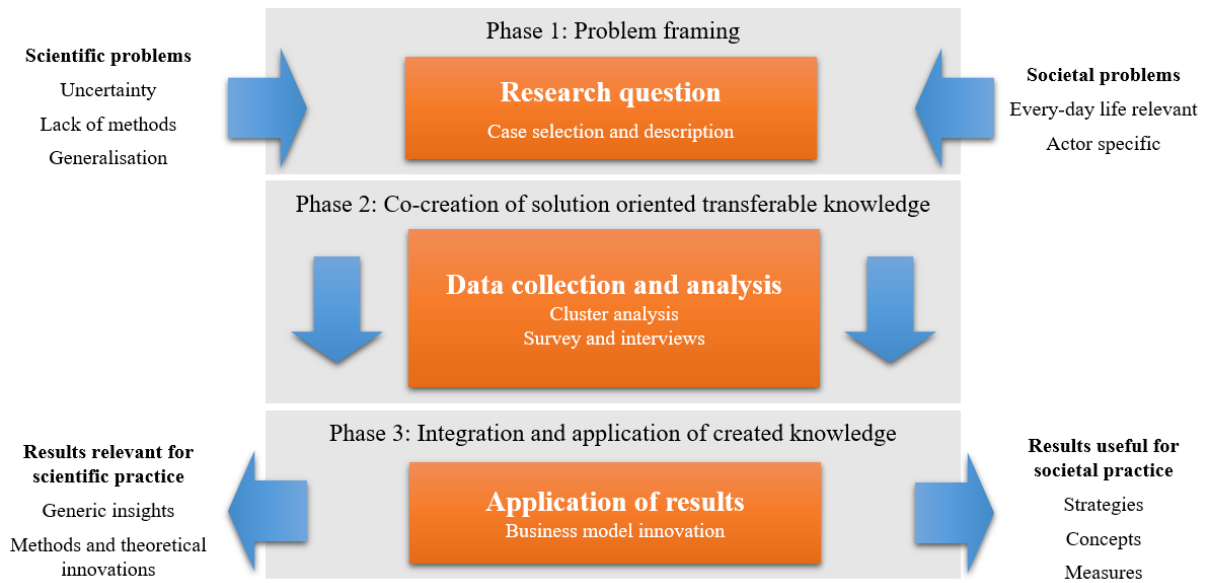 Phase 1: Problem framing
Scientific problems
Uncertainty
Lack of methods
Generalisation
Research question
Case selection and description
Societal problems
Every-day life relevant
Actor specific
Phase 2: Co-creation of solution oriented transferable knowledge
Data collection and analysis
Cluster analysis
Survey and interviews
Phase 3: Integration and application of created knowledge
Results relevant for
scientific practice
Generic insights
Methods and theoretical
innovations
Application of results
Business model innovation
Results useful for
societal practice
Strategies
Concepts
Measures